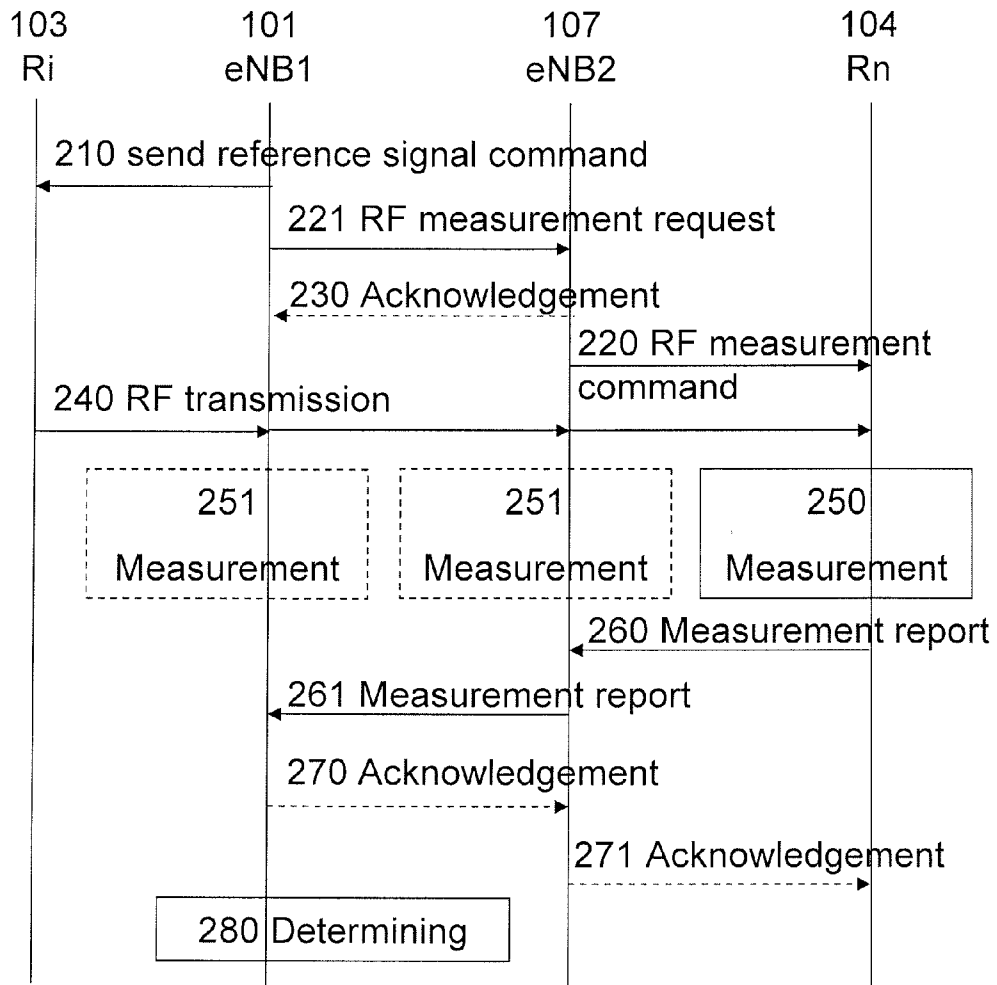 103 101 107 104
Ri eNB1 eNB2 Rn
210 send reference signal command
221 RF measurement request
230 Acknowledgement
220 RF measurement
command
240 RF transmission
251 251 250
Measurement Measurement Measurement
260 Measurement report
261 Measurement report
270 Acknowledgement
271 Acknowledgement
280 Determining